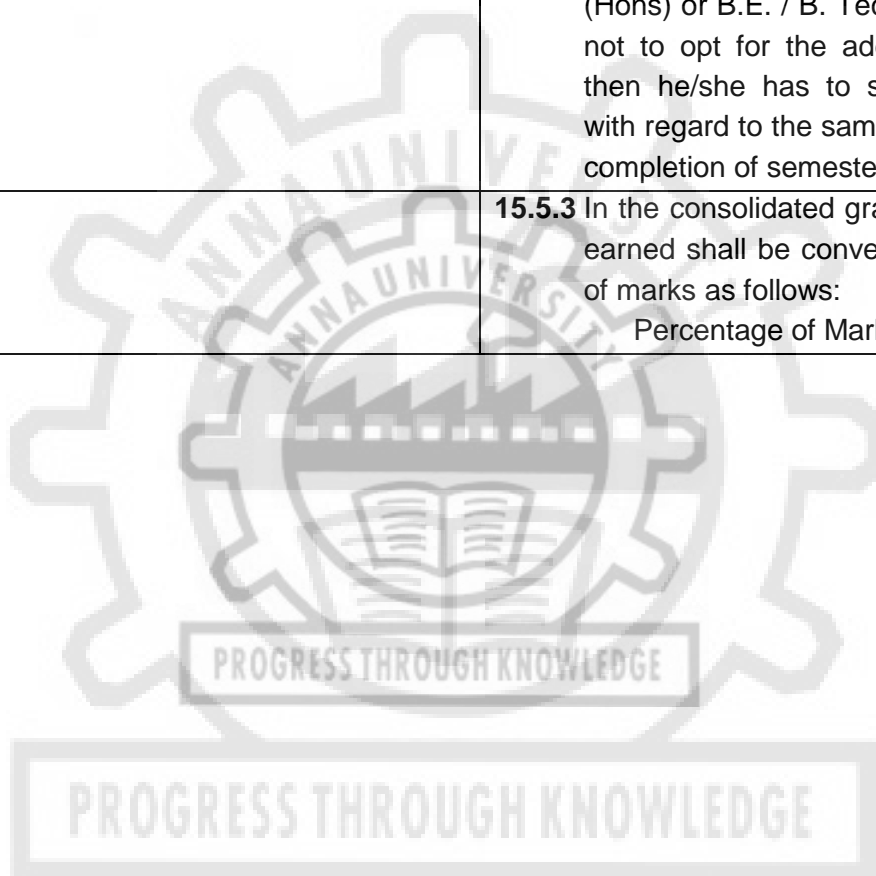 (Hons) or B.E. / B. Tec
not to opt for the ad
then he/she has to s
with regard to the sam
completion of semeste
15.5.3 In the consolidated gra
earned shall be conve
of marks as follows:
Percentage of Mar
ANNA UNIVERSITY
ANNA UNIVERSITY
PROGRESS THROUGH KNOWLEDGE
PROGRESS THROUGH KNOWLEDGE